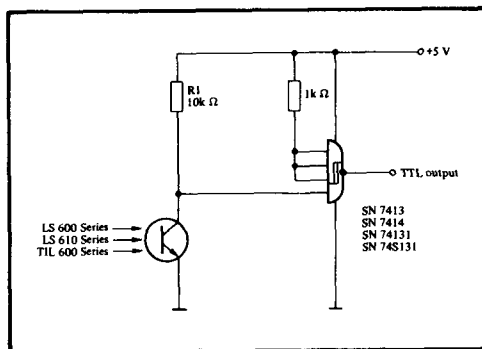 +5 V
R1
10k Ω
1k Ω
TTL output
SN 7413
SN 7414
SN 74131
SN 74S131
LS 600 Series
LS 610 Series
TIL 600 Series